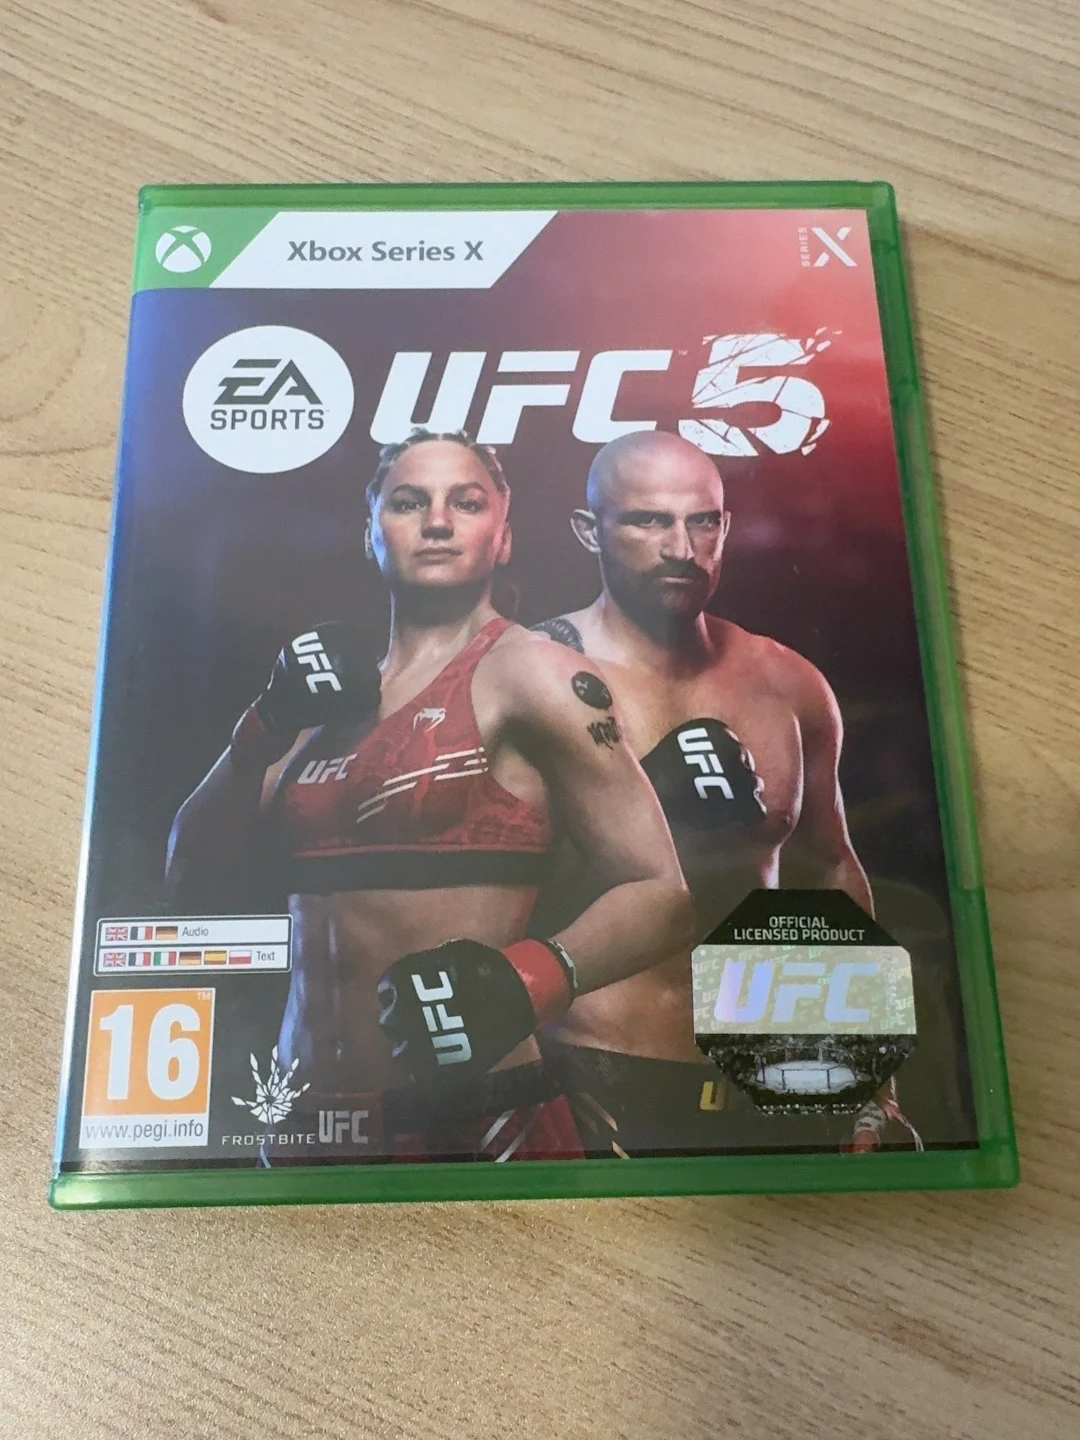 Xbox Series X
SERIES X
EA
SPORTS
UFC 5
UFC
UFC
UFC
UFC
Audio
Text
16
www.pegi.info
FROSTBITE
UFC
OFFICIAL
LICENSED PRODUCT
UFC
U